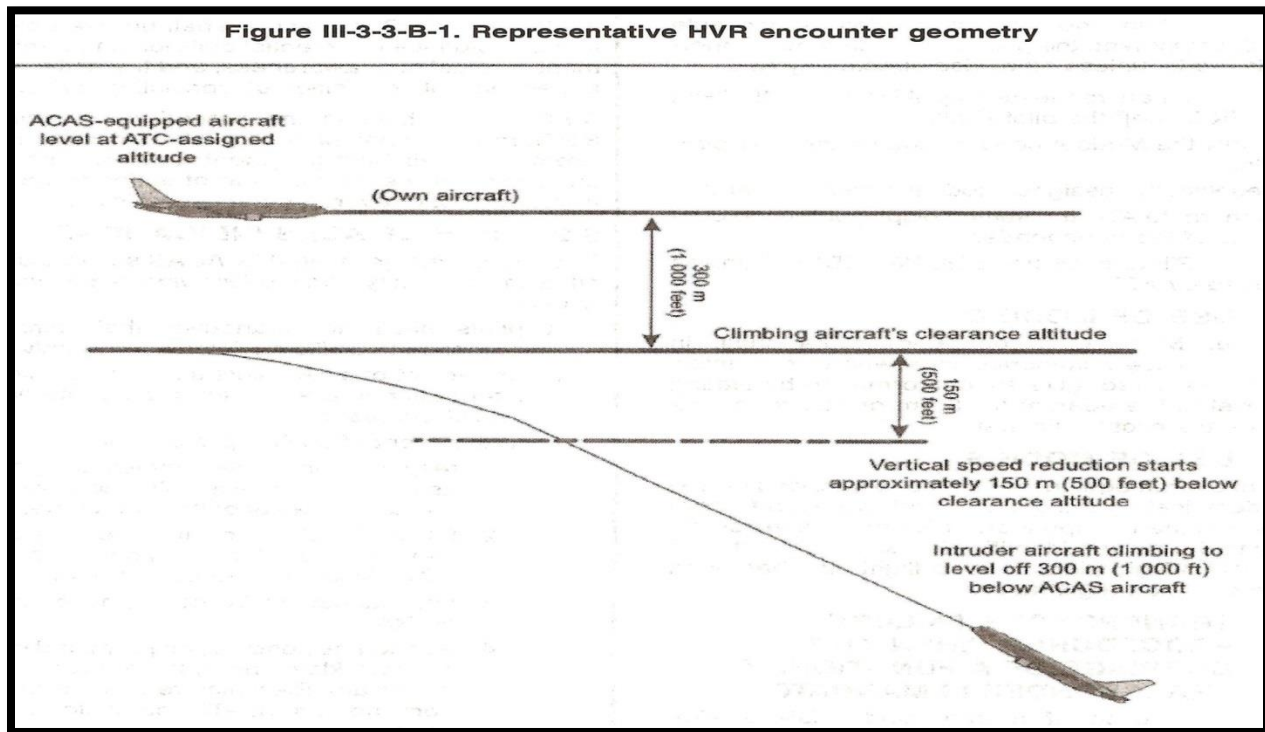 Figure III-3-3-B-1. Representative HVR encounter geometry
ACAS-equipped aircraft
level at ATC-assigned
altitude
(Own aircraft)
300 m
(1 000 feet)
Climbing aircraft's clearance altitude
150 m
(500 feet)
Vertical speed reduction starts
approximately 150 m (500 feet) below
clearance altitude
Intruder aircraft climbing to
level off 300 m (1 000 ft)
below ACAS aircraft